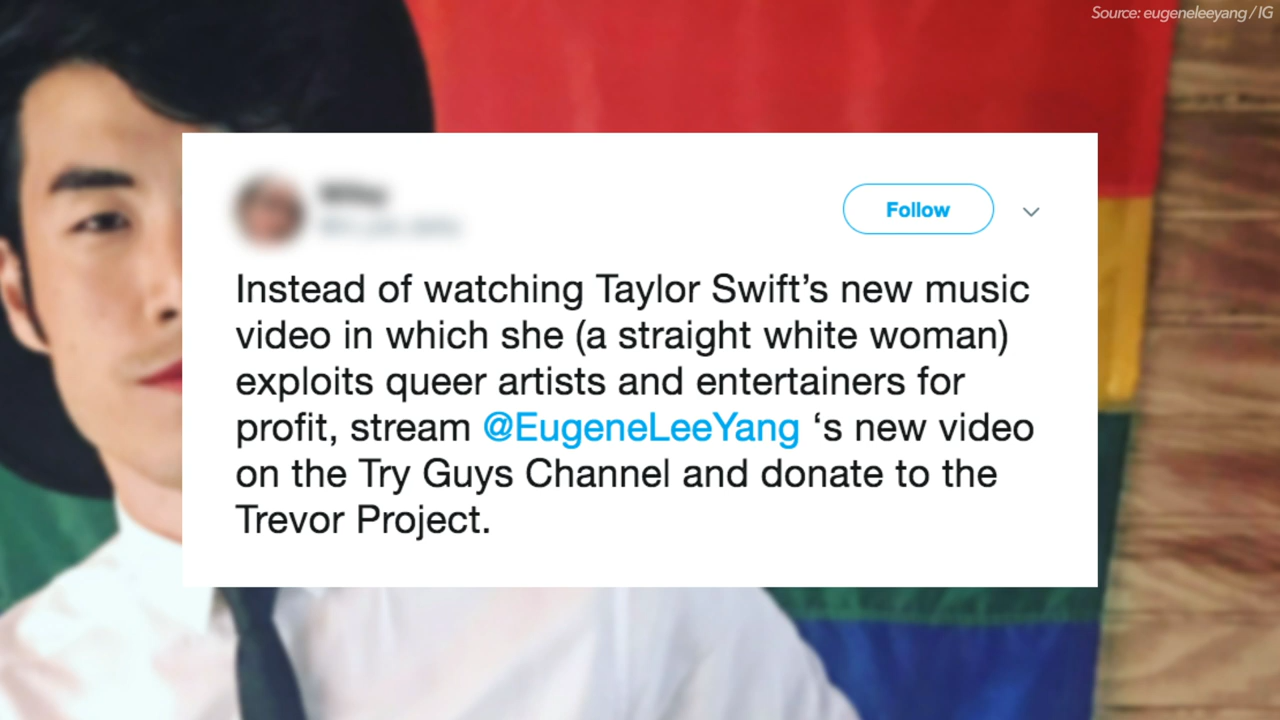 Source: eugeneleeyang / IG
Follow
Instead of watching Taylor Swift’s new music
video in which she (a straight white woman)
exploits queer artists and entertainers for
profit, stream @EugeneLeeYang ‘s new video
on the Try Guys Channel and donate to the
Trevor Project.